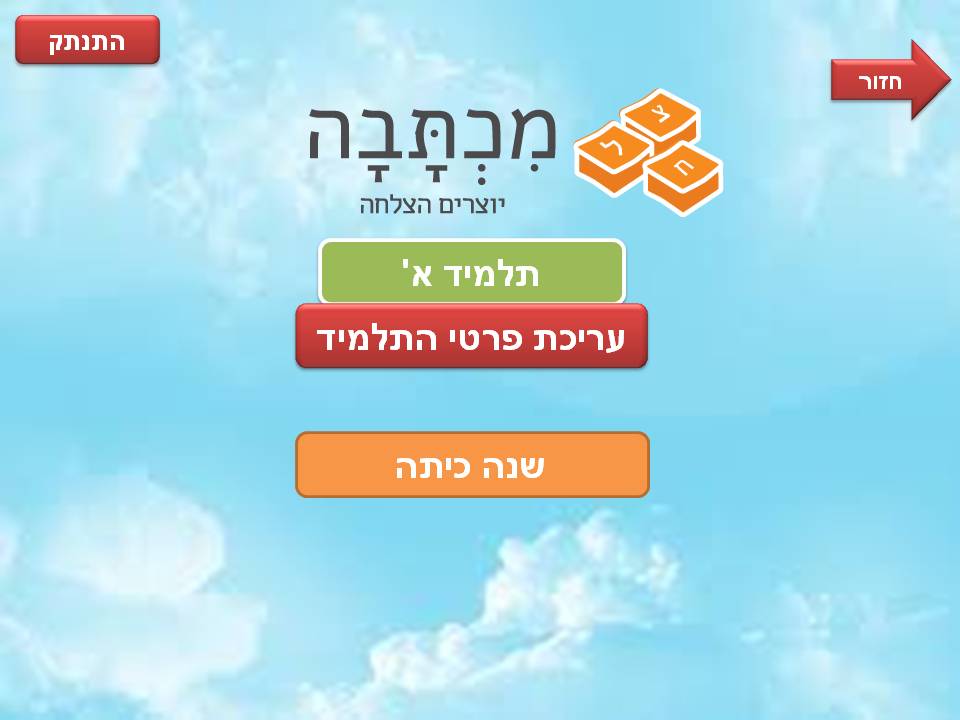 התנתק
חזור
צ
ל
ח
מִכְתָּבָה
יוצרים הצלחה
תלמיד א'
עריכת פרטי התלמיד
שנה כיתה